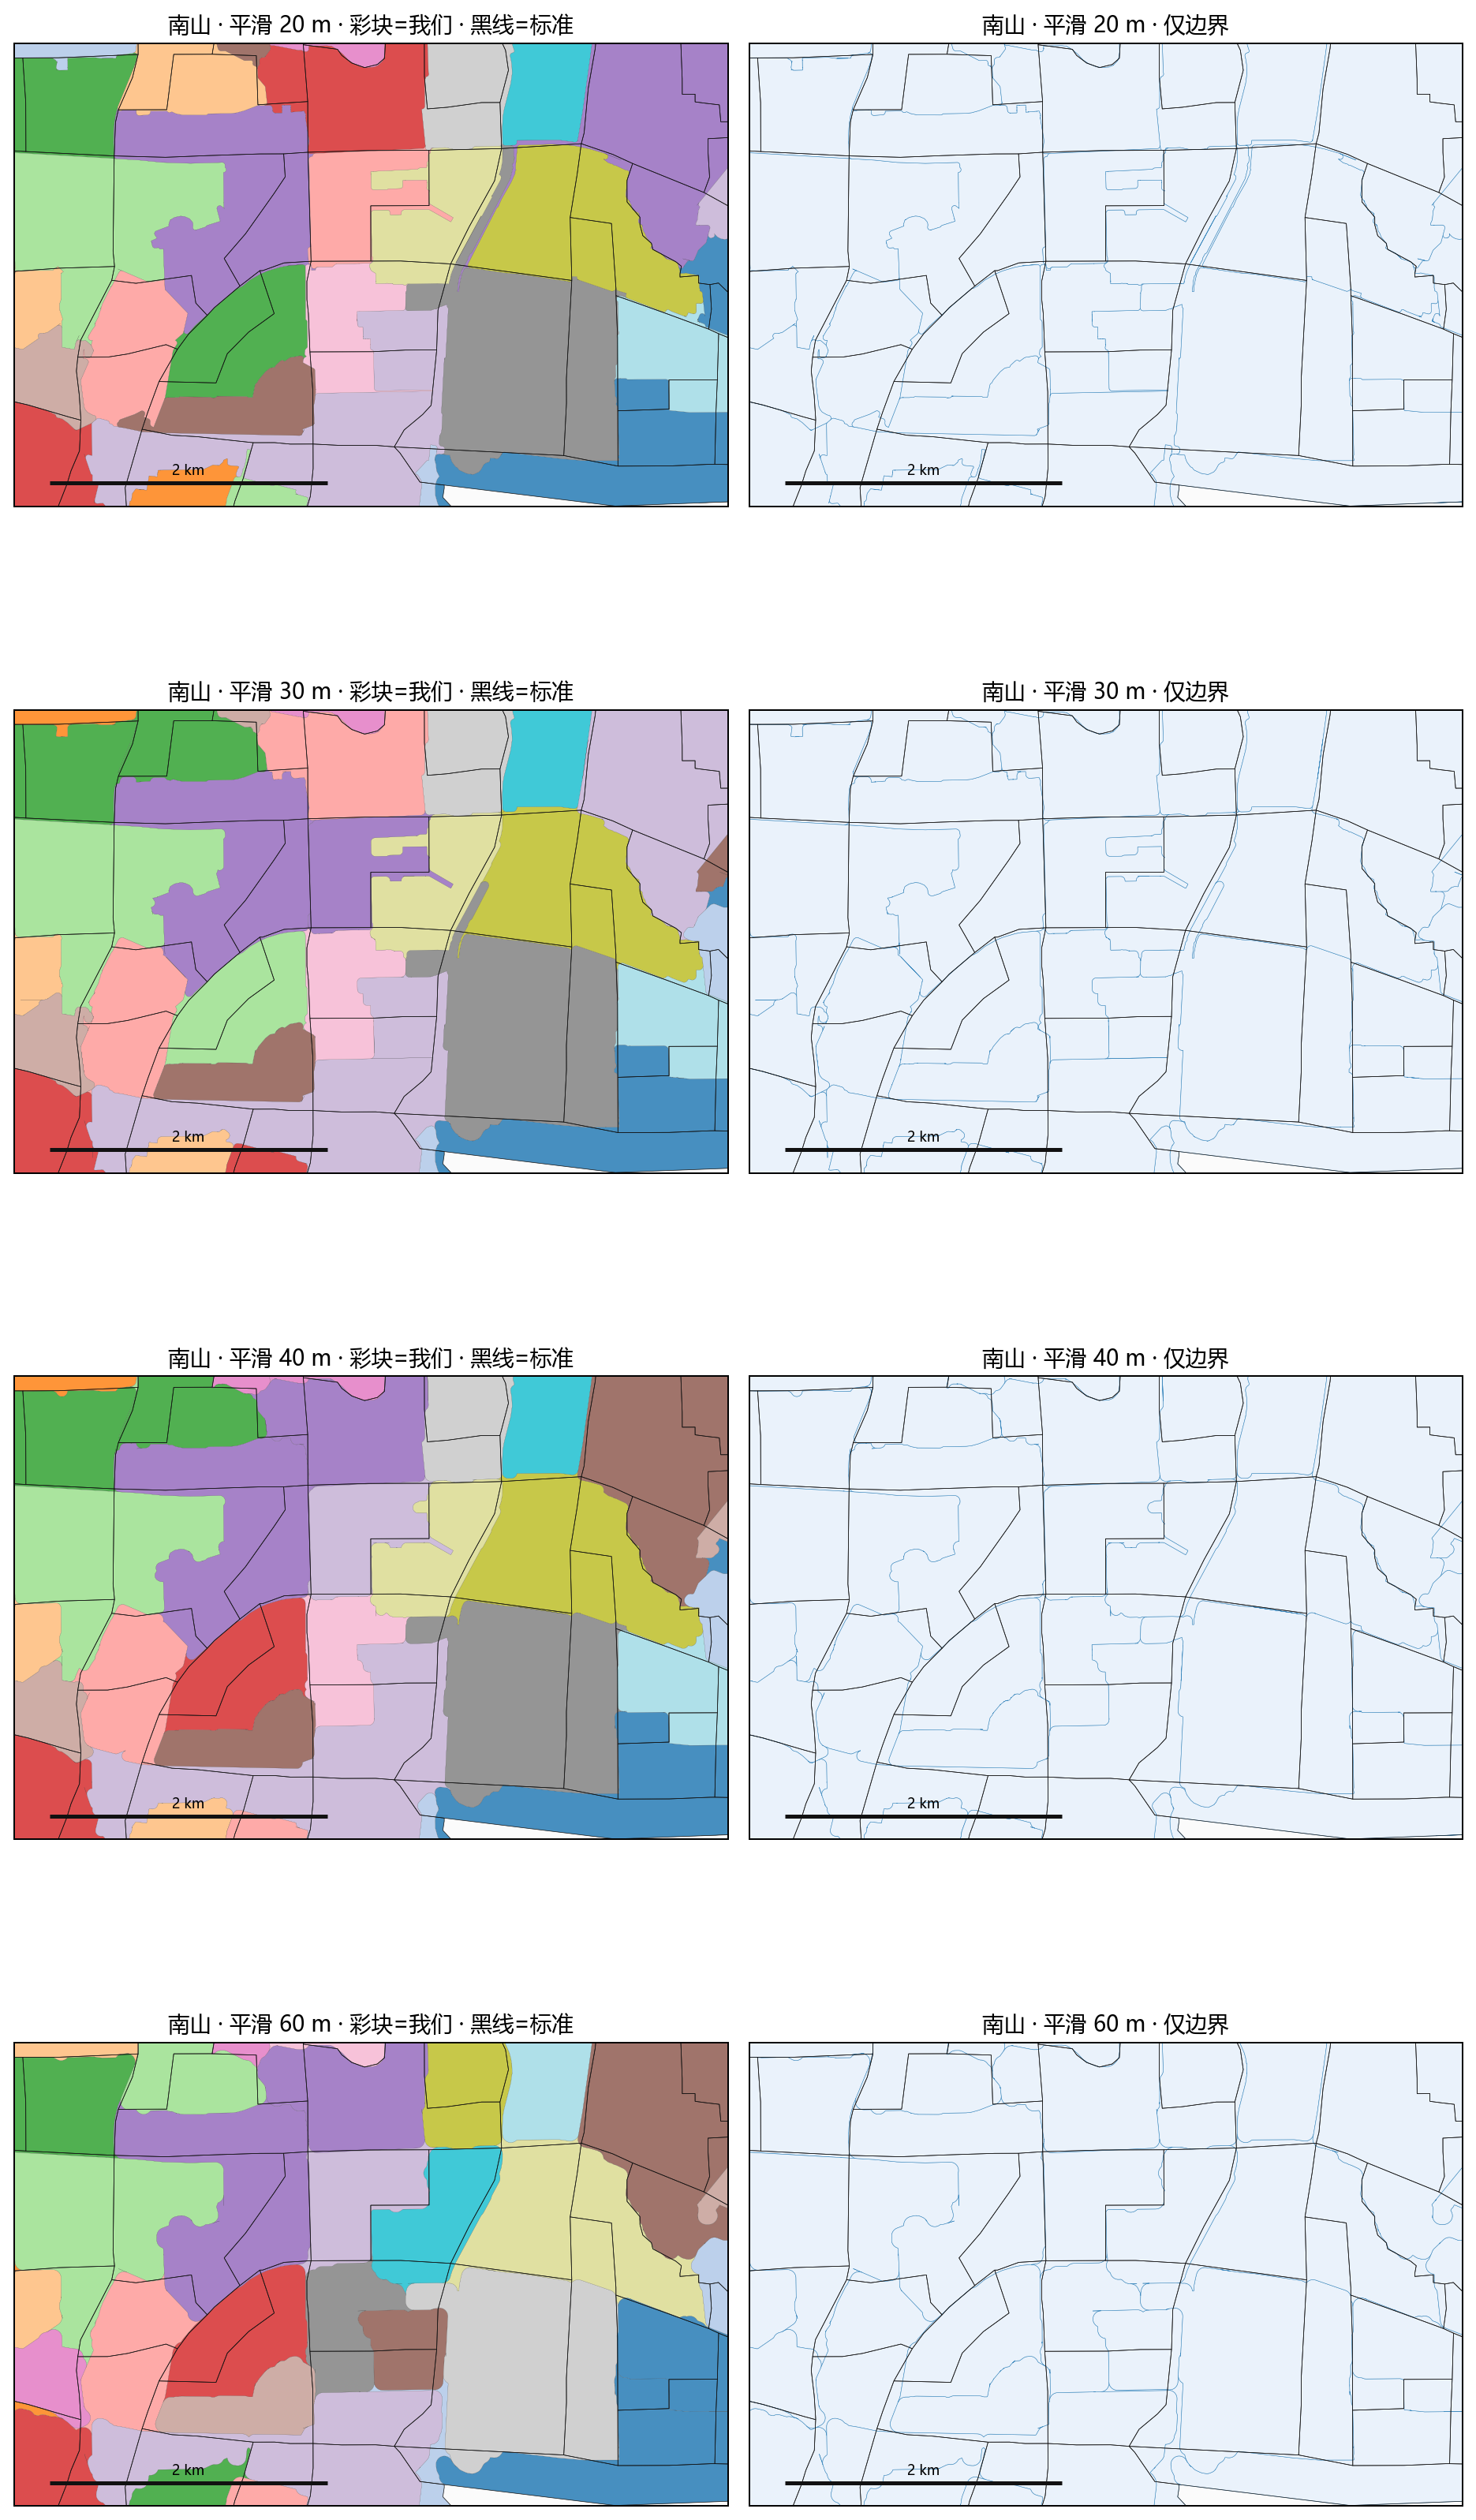 南山 · 平滑 20 m · 彩块=我们 · 黑线=标准
南山 · 平滑 20 m · 仅边界
2 km
2 km
南山 · 平滑 30 m · 彩块=我们 · 黑线=标准
南山 · 平滑 30 m · 仅边界
2 km
2 km
南山 · 平滑 40 m · 彩块=我们 · 黑线=标准
南山 · 平滑 40 m · 仅边界
2 km
2 km
南山 · 平滑 60 m · 彩块=我们 · 黑线=标准
南山 · 平滑 60 m · 仅边界
2 km
2 km